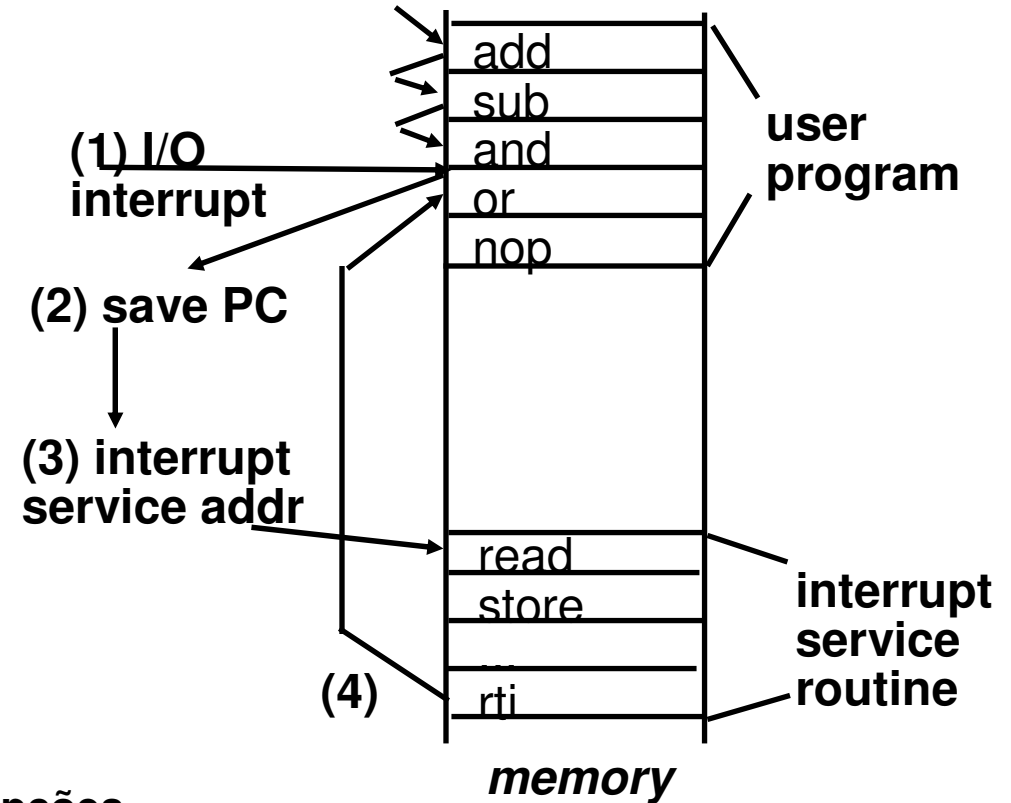 add
sub
and
or
nop
user
program
(1) I/O
interrupt
(2) save PC
(3) interrupt
service addr
read
store
...
rti
(4)
interrupt
service
routine
memory